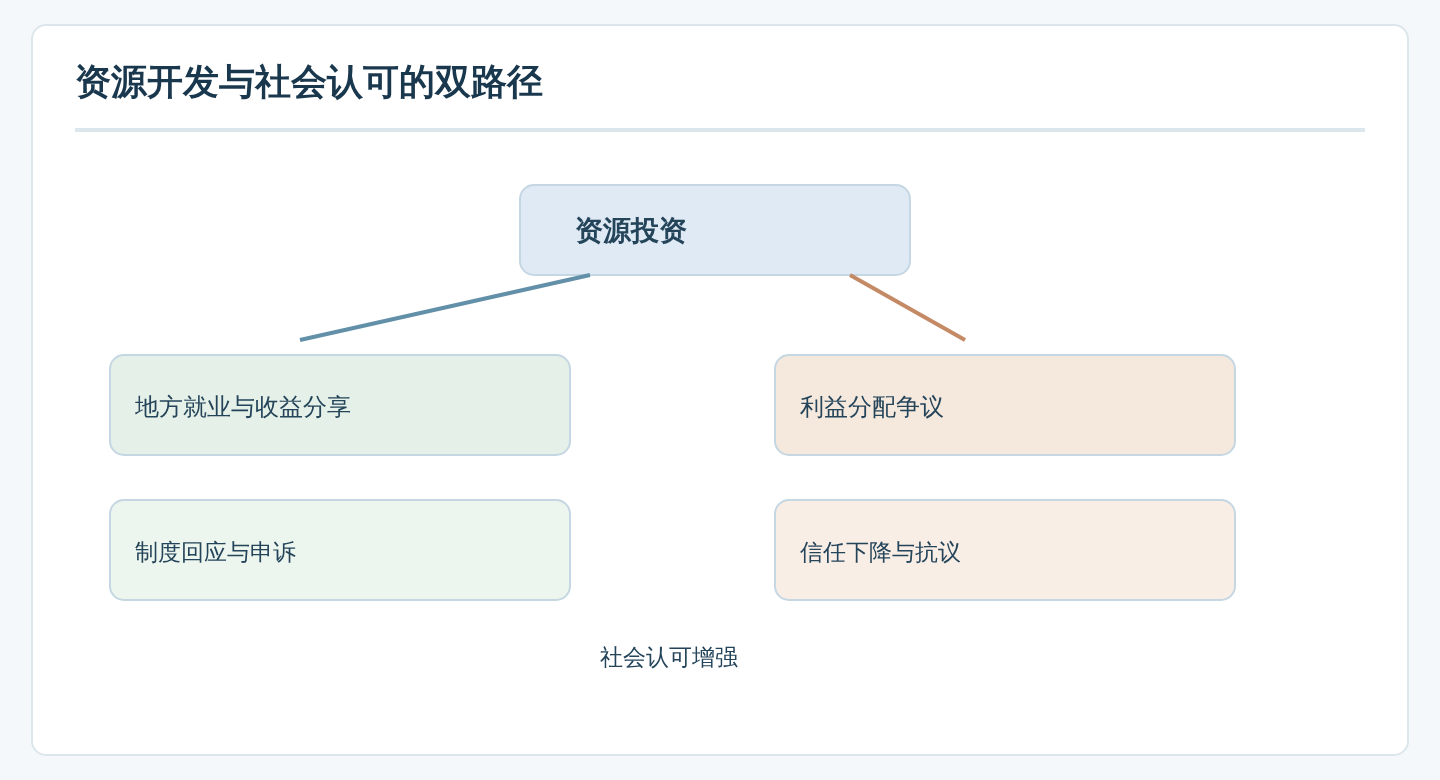 资源开发与社会认可的双路径
资源投资
地方就业与收益分享
利益分配争议
制度回应与申诉
信任下降与抗议
社会认可增强